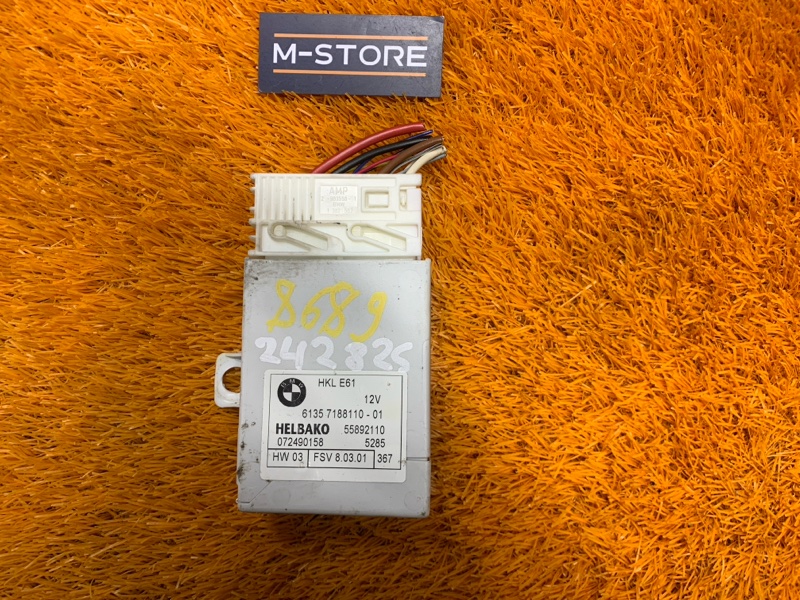 M-STORE
AMP
8689
242825
HKL E61
12V
6135 7188110 - 01
HELBAKO 55892110
072490158 5285
HW 03 FSV 8.03.01 367